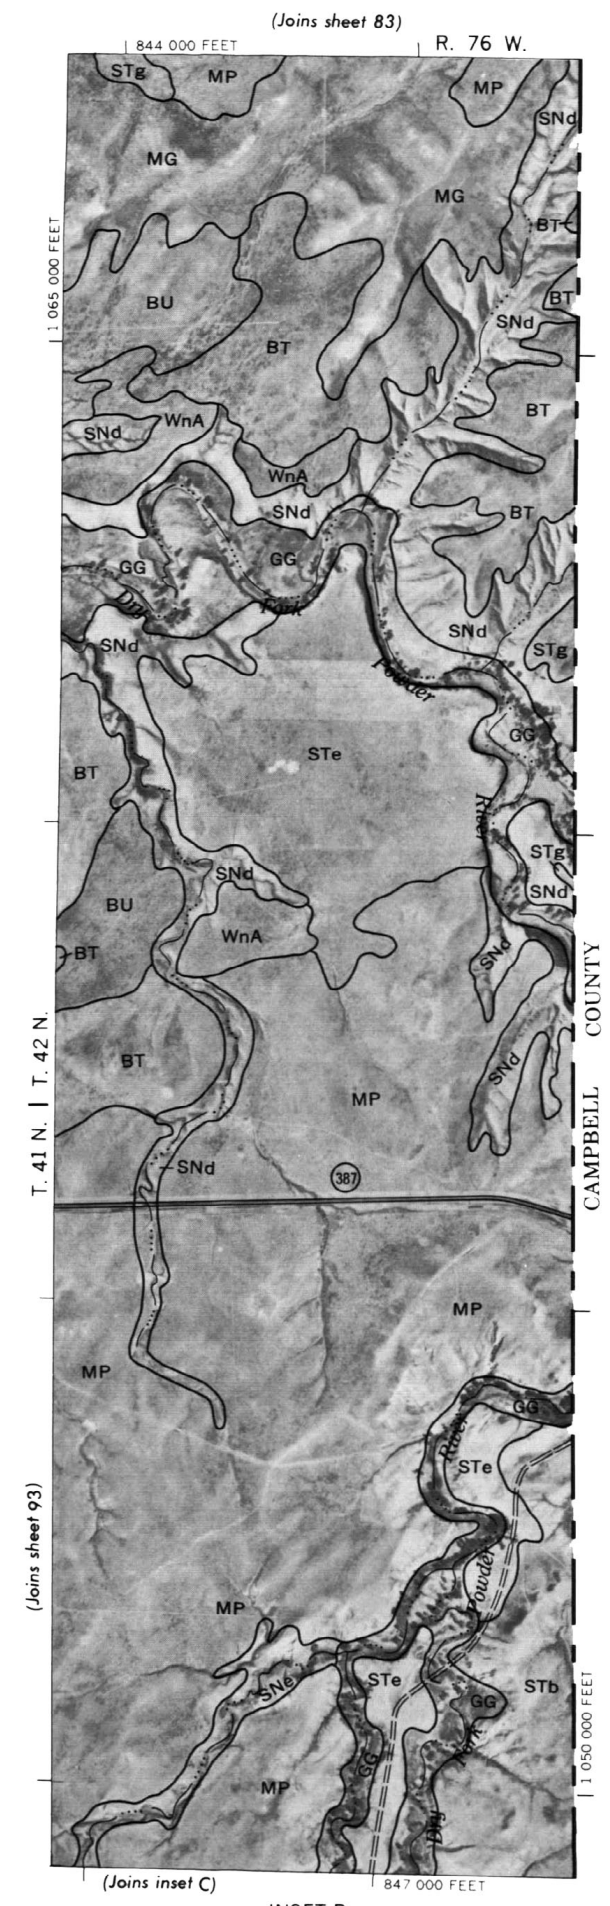 (Joins sheet 83)
844 000 FEET
R. 76 W.
STg
MP
MP
SNd
MG
MG
BT
1 065 000 FEET
BT
BU
SNd
BT
BT
WnA
SNd
WnA
SNd
BT
GG
GG
Dry
Fork
SNd
SNd
STg
Powder
GG
STe
BT
River
STg
SNd
SNd
BU
WnA
SNd
BT
CAMPBELL COUNTY
T. 41 N. | T. 42 N.
BT
SNd
MP
SNd
387
MP
MP
GG
River
STe
(Joins sheet 93)
Powder
MP
STe
SNe
STb
GG
1 050 000 FEET
Fork
GG
MP
Dry
(Joins inset C)
847 000 FEET